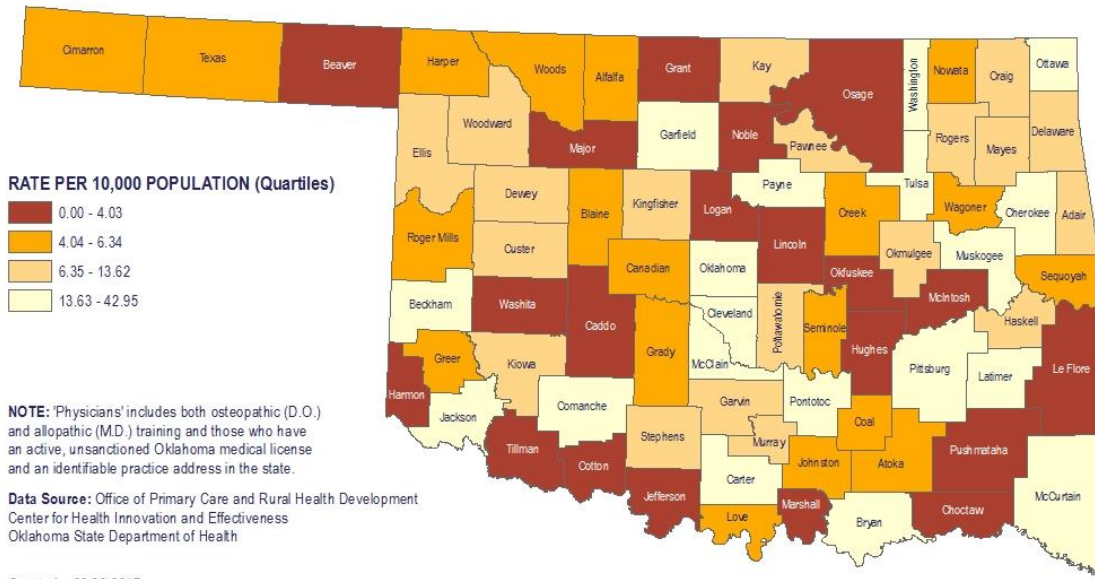 Cimarron
Texas
Beaver
Harper
Woods
Alfalfa
Grant
Kay
Osage
Washington
Nowata
Craig
Ottawa
Woodward
Ellis
Major
Garfield
Noble
Pawnee
Rogers
Mayes
Delaware
RATE PER 10,000 POPULATION (Quartiles)
0.00 - 4.03
4.04 - 6.34
6.35 - 13.62
13.63 - 42.95
Dewey
Blaine
Kingfisher
Logan
Payne
Creek
Tulsa
Wagoner
Cherokee
Adair
Roger Mills
Custer
Canadian
Oklahoma
Lincoln
Okmulgee
Muskogee
Sequoyah
Beckham
Washita
Caddo
Cleveland
Pottawatomie
Okfuskee
McIntosh
Haskell
Seminole
Greer
Kiowa
Grady
McClain
Hughes
Pittsburg
Latimer
Le Flore
Harmon
Jackson
Comanche
Garvin
Pontotoc
Coal
Stephens
Murray
Tillman
Cotton
Jefferson
Carter
Johnston
Atoka
Pushmataha
McCurtain
Love
Marshall
Bryan
Choctaw
NOTE: 'Physicians' includes both osteopathic (D.O.)
and allopathic (M.D.) training and those who have
an active, unsanctioned Oklahoma medical license
and an identifiable practice address in the state.
Data Source: Office of Primary Care and Rural Health Development
Center for Health Innovation and Effectiveness
Oklahoma State Department of Health